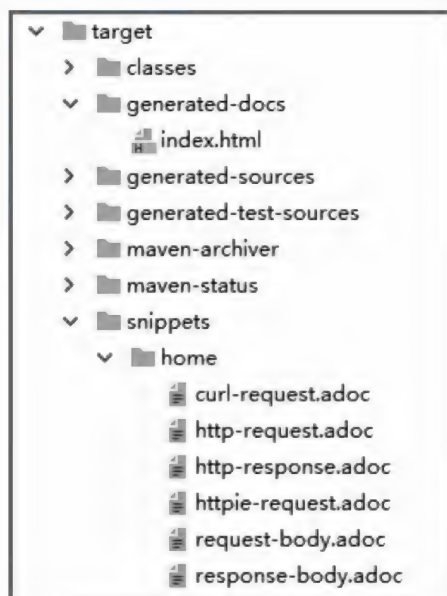 target
classes
generated-docs
index.html
generated-sources
generated-test-sources
maven-archiver
maven-status
snippets
home
curl-request.adoc
http-request.adoc
http-response.adoc
httpie-request.adoc
request-body.adoc
response-body.adoc